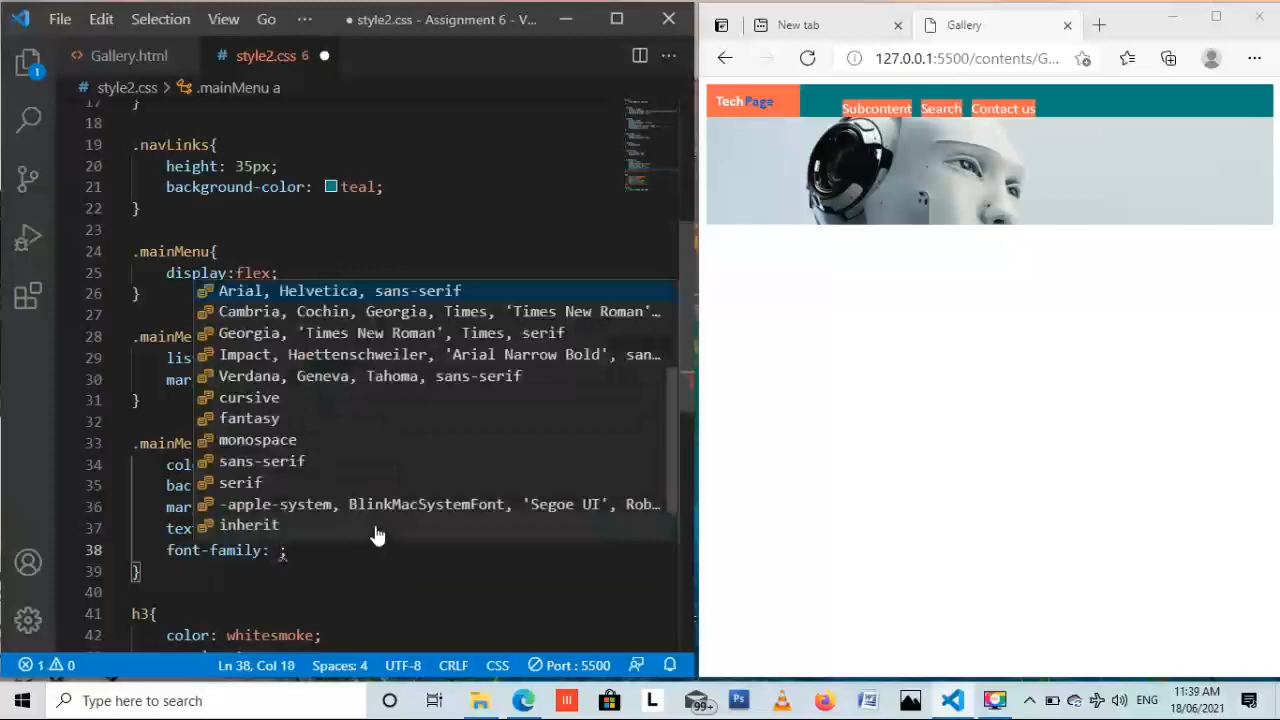 File Edit Selection View Go ··· ● style2.css - Assignment 6 - V...
Gallery.html style2.css 6 ●
# style2.css > .mainMenu a
17 }
18
19 .navLinks{
20 height: 35px;
21 background-color: teal;
22 }
23
24 .mainMenu{
25 display:flex;
26 }
27
28 .mainMe
29 lis
30 mar
31 }
32
33 .mainMe
34 col
35 bac
36 mar
37 tex
38 font-family: ;
39 }
40
41 h3{
42 color: whitesmoke;
Arial, Helvetica, sans-serif
Cambria, Cochin, Georgia, Times, 'Times New Roman'…
Georgia, 'Times New Roman', Times, serif
Impact, Haettenschweiler, 'Arial Narrow Bold', san…
Verdana, Geneva, Tahoma, sans-serif
cursive
fantasy
monospace
sans-serif
serif
-apple-system, BlinkMacSystemFont, 'Segoe UI', Rob…
inherit
1
1 0 Ln 38, Col 18 Spaces: 4 UTF-8 CRLF CSS Port : 5500
New tab Gallery
127.0.0.1:5500/contents/G...
TechPage Subcontent Search Contact us
Type here to search L 99+ Ps ENG 11:39 AM
18/06/2021